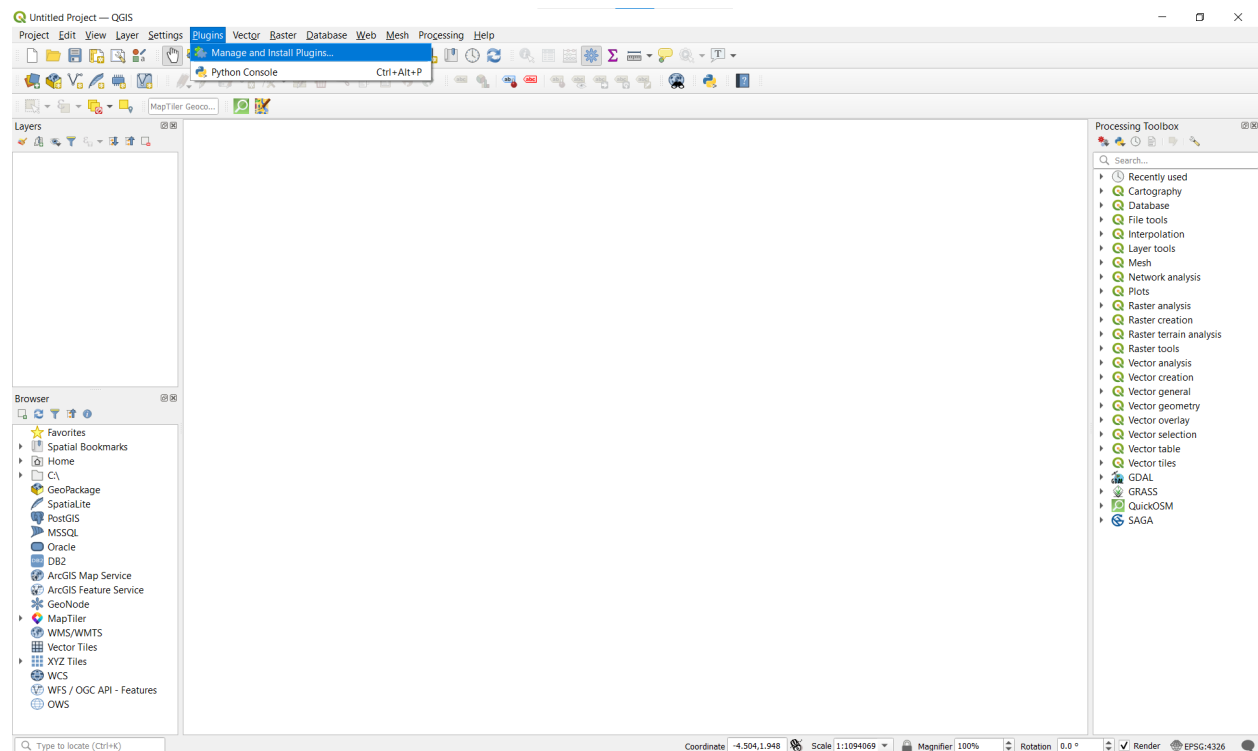 Untitled Project — QGIS
Project Edit View Layer Settings Plugins Vector Raster Database Web Mesh Processing Help
Manage and Install Plugins...
Python Console Ctrl+Alt+P
MapTiler Geoco...
Layers
Browser
Favorites
Spatial Bookmarks
Home
C:\
GeoPackage
SpatiaLite
PostGIS
MSSQL
Oracle
DB2
ArcGIS Map Service
ArcGIS Feature Service
GeoNode
MapTiler
WMS/WMTS
Vector Tiles
XYZ Tiles
WCS
WFS / OGC API - Features
OWS
Processing Toolbox
Search...
Recently used
Cartography
Database
File tools
Interpolation
Layer tools
Mesh
Network analysis
Plots
Raster analysis
Raster creation
Raster terrain analysis
Raster tools
Vector analysis
Vector creation
Vector general
Vector geometry
Vector overlay
Vector selection
Vector table
Vector tiles
GDAL
GRASS
QuickOSM
SAGA
Type to locate (Ctrl+K)
Coordinate -4.504,1.948 Scale 1:1094069 Magnifier 100% Rotation 0.0 ° Render EPSG:4326